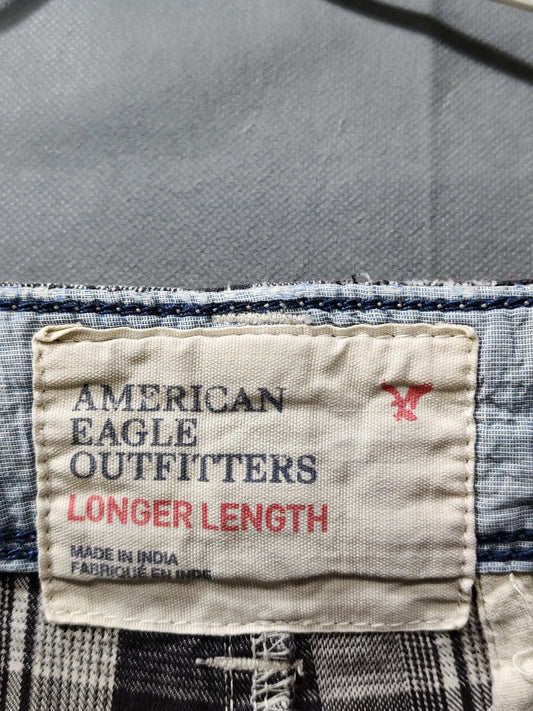 AMERICAN
EAGLE
OUTFITTERS
LONGER LENGTH
MADE IN INDIA
FABRIQUÉ EN INDE